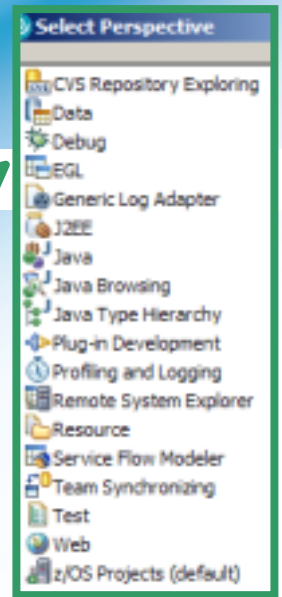 Select Perspective
CVS Repository Exploring
Data
Debug
EGL
Generic Log Adapter
J2EE
Java
Java Browsing
Java Type Hierarchy
Plug-in Development
Profiling and Logging
Remote System Explorer
Resource
Service Flow Modeler
Team Synchronizing
Test
Web
z/OS Projects (default)